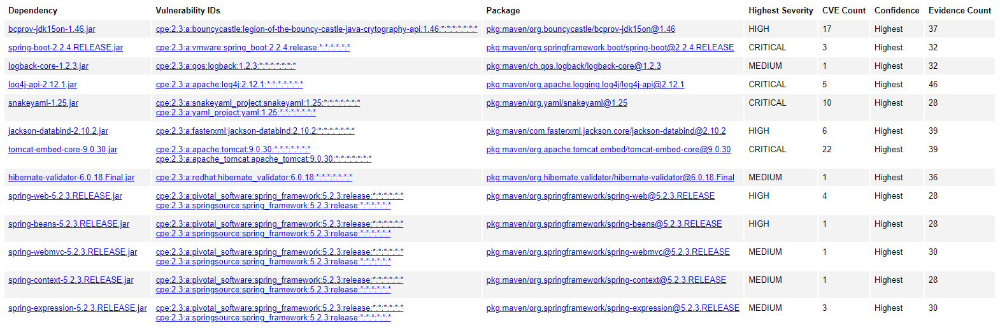 Dependency Vulnerability IDs Package Highest Severity CVE Count Confidence Evidence Count
bcprov-jdk15on-1.46.jar cpe:2.3:a:bouncycastle:legion-of-the-bouncy-castle-java-crytography-api:1.46:*:*:*:*:*:*:* pkg:maven/org.bouncycastle/bcprov-jdk15on@1.46 HIGH 17 Highest 37
spring-boot-2.2.4.RELEASE.jar cpe:2.3:a:vmware:spring_boot:2.2.4:release:*:*:*:*:*:* pkg:maven/org.springframework.boot/spring-boot@2.2.4.RELEASE CRITICAL 3 Highest 32
logback-core-1.2.3.jar cpe:2.3:a:qos:logback:1.2.3:*:*:*:*:*:*:* pkg:maven/ch.qos.logback/logback-core@1.2.3 MEDIUM 1 Highest 32
log4j-api-2.12.1.jar cpe:2.3:a:apache:log4j:2.12.1:*:*:*:*:*:*:* pkg:maven/org.apache.logging.log4j/log4j-api@2.12.1 CRITICAL 5 Highest 46
snakeyaml-1.25.jar cpe:2.3:a:snakeyaml_project:snakeyaml:1.25:*:*:*:*:*:*:* pkg:maven/org.yaml/snakeyaml@1.25 CRITICAL 10 Highest 28
cpe:2.3:a:yaml_project:yaml:1.25:*:*:*:*:*:*:*
jackson-databind-2.10.2.jar cpe:2.3:a:fasterxml:jackson-databind:2.10.2:*:*:*:*:*:*:* pkg:maven/com.fasterxml.jackson.core/jackson-databind@2.10.2 HIGH 6 Highest 39
tomcat-embed-core-9.0.30.jar cpe:2.3:a:apache:tomcat:9.0.30:*:*:*:*:*:*:* pkg:maven/org.apache.tomcat.embed/tomcat-embed-core@9.0.30 CRITICAL 22 Highest 39
cpe:2.3:a:apache_tomcat:apache_tomcat:9.0.30:*:*:*:*:*:*:*
hibernate-validator-6.0.18.Final.jar cpe:2.3:a:redhat:hibernate_validator:6.0.18:*:*:*:*:*:*:* pkg:maven/org.hibernate.validator/hibernate-validator@6.0.18.Final MEDIUM 1 Highest 36
spring-web-5.2.3.RELEASE.jar cpe:2.3:a:pivotal_software:spring_framework:5.2.3:release:*:*:*:*:*:* pkg:maven/org.springframework/spring-web@5.2.3.RELEASE HIGH 4 Highest 28
cpe:2.3:a:springsource:spring_framework:5.2.3:release:*:*:*:*:*:*
spring-beans-5.2.3.RELEASE.jar cpe:2.3:a:pivotal_software:spring_framework:5.2.3:release:*:*:*:*:*:* pkg:maven/org.springframework/spring-beans@5.2.3.RELEASE HIGH 1 Highest 28
cpe:2.3:a:springsource:spring_framework:5.2.3:release:*:*:*:*:*:*
spring-webmvc-5.2.3.RELEASE.jar cpe:2.3:a:pivotal_software:spring_framework:5.2.3:release:*:*:*:*:*:* pkg:maven/org.springframework/spring-webmvc@5.2.3.RELEASE MEDIUM 1 Highest 30
cpe:2.3:a:springsource:spring_framework:5.2.3:release:*:*:*:*:*:*
spring-context-5.2.3.RELEASE.jar cpe:2.3:a:pivotal_software:spring_framework:5.2.3:release:*:*:*:*:*:* pkg:maven/org.springframework/spring-context@5.2.3.RELEASE MEDIUM 1 Highest 28
cpe:2.3:a:springsource:spring_framework:5.2.3:release:*:*:*:*:*:*
spring-expression-5.2.3.RELEASE.jar cpe:2.3:a:pivotal_software:spring_framework:5.2.3:release:*:*:*:*:*:* pkg:maven/org.springframework/spring-expression@5.2.3.RELEASE MEDIUM 3 Highest 30
cpe:2.3:a:springsource:spring_framework:5.2.3:release:*:*:*:*:*:*